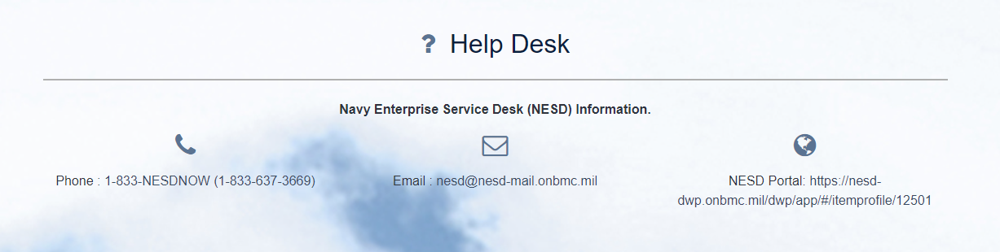 ? Help Desk
Navy Enterprise Service Desk (NESD) Information.
Phone : 1-833-NESDNOW (1-833-637-3669)
Email : nesd@nesd-mail.onbmc.mil
NESD Portal: https://nesd-
dwp.onbmc.mil/dwp/app/#/itemprofile/12501